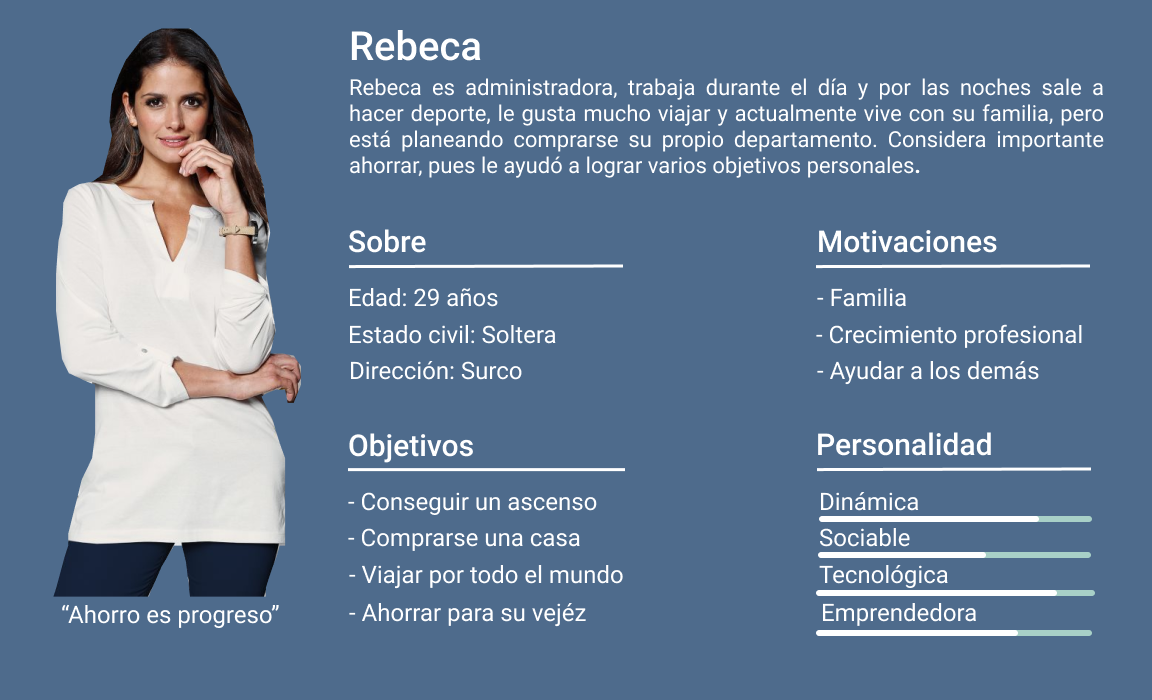 Rebeca
Rebeca es administradora, trabaja durante el día y por las noches sale a
hacer deporte, le gusta mucho viajar y actualmente vive con su familia, pero
está planeando comprarse su propio departamento. Considera importante
ahorrar, pues le ayudó a lograr varios objetivos personales.
Sobre
Edad: 29 años
Estado civil: Soltera
Dirección: Surco
Motivaciones
- Familia
- Crecimiento profesional
- Ayudar a los demás
Objetivos
- Conseguir un ascenso
- Comprarse una casa
- Viajar por todo el mundo
- Ahorrar para su vejéz
Personalidad
Dinámica
Sociable
Tecnológica
Emprendedora
“Ahorro es progreso”